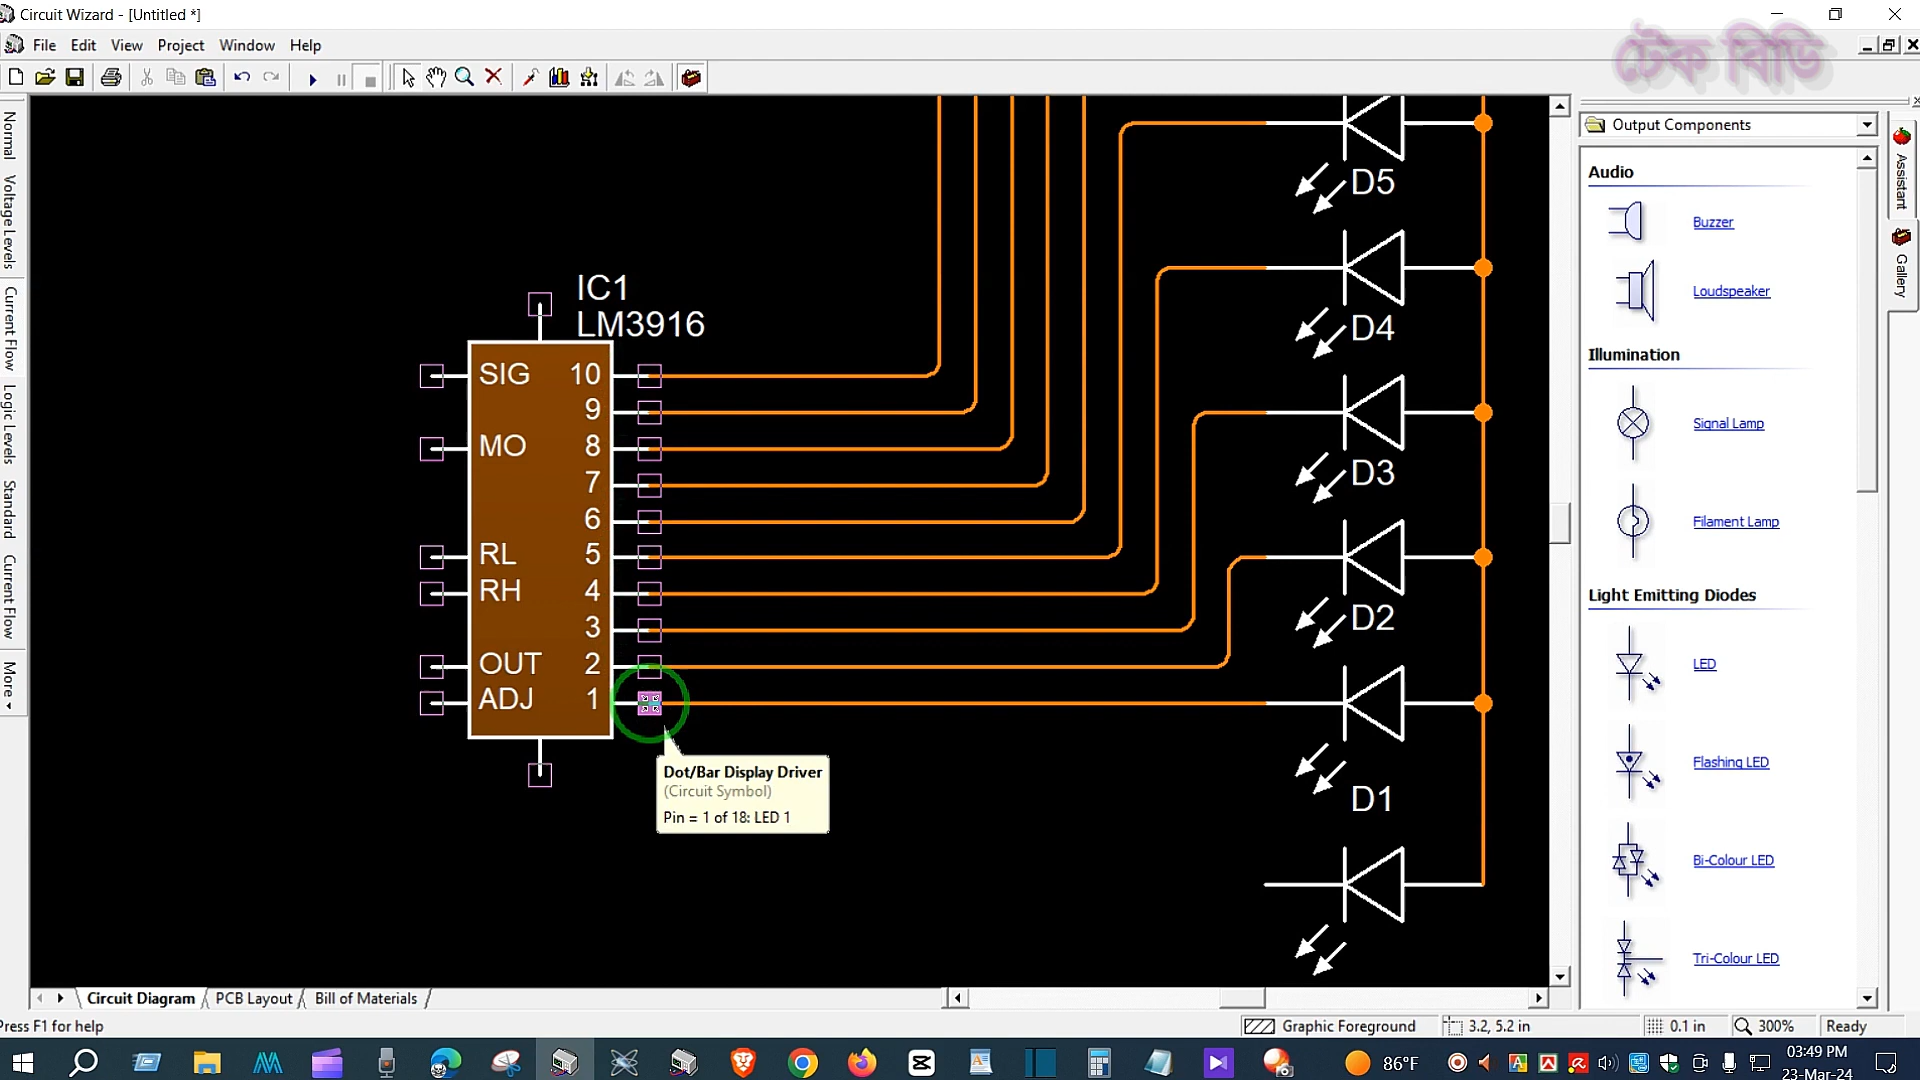 Circuit Wizard - [Untitled *]
File Edit View Project Window Help
টেক বিডি
Normal
Voltage Levels
Current Flow
Logic Levels
Standard
Current Flow
More
IC1
LM3916
SIG 10
9
MO 8
7
6
RL 5
RH 4
3
OUT 2
ADJ 1
D5
D4
D3
D2
D1
Dot/Bar Display Driver
(Circuit Symbol)
Pin = 1 of 18: LED 1
Output Components
Audio
Buzzer
Loudspeaker
Illumination
Signal Lamp
Filament Lamp
Light Emitting Diodes
LED
Flashing LED
Bi-Colour LED
Tri-Colour LED
Assistant
Gallery
Circuit Diagram PCB Layout Bill of Materials
Press F1 for help
Graphic Foreground 3.2, 5.2 in 0.1 in 300% Ready
86°F
03:49 PM
23-Mar-24